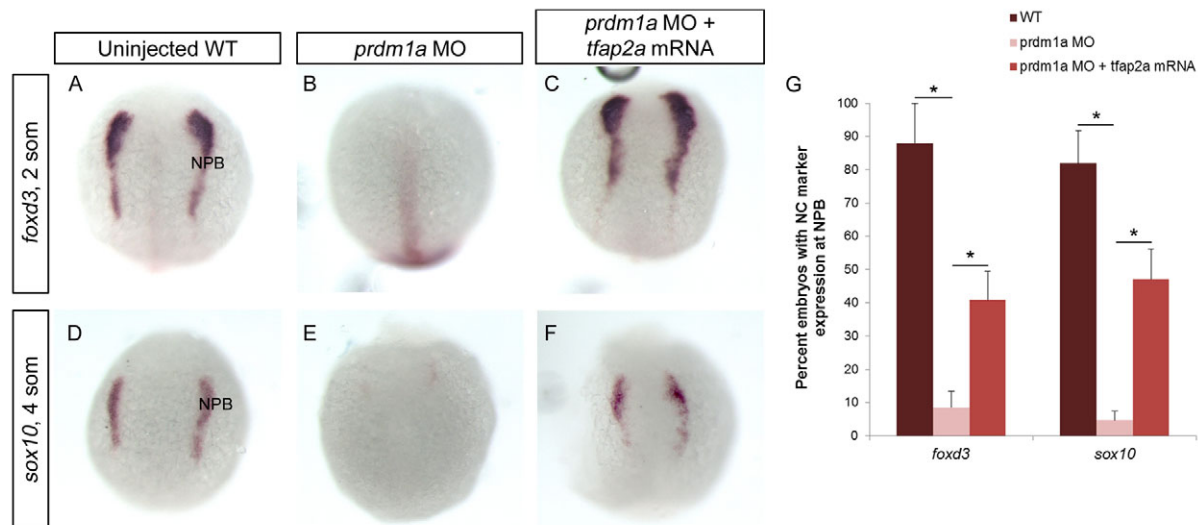 Uninjected WT
prdm1a MO
prdm1a MO +
tfap2a mRNA
foxd3, 2 som
A
NPB
B
C
sox10, 4 som
D
NPB
E
F
G
WT
prdm1a MO
prdm1a MO + tfap2a mRNA
Percent embryos with NC marker
expression at NPB
100
90
80
70
60
50
40
30
20
10
0
*
*
*
*
foxd3
sox10